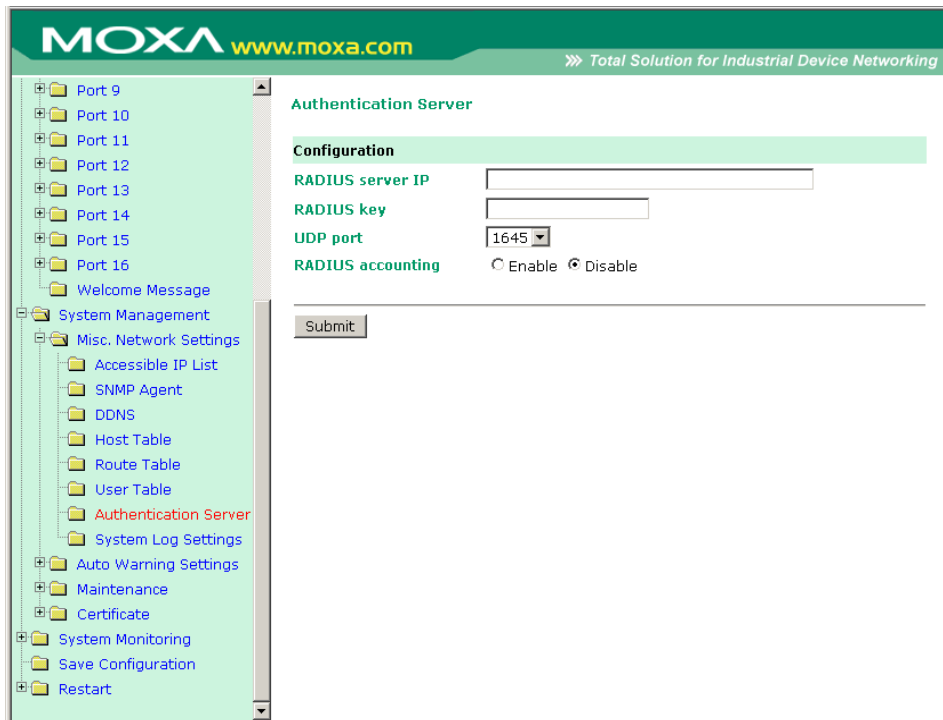 MOXA www.moxa.com
Total Solution for Industrial Device Networking
Port 9
Port 10
Port 11
Port 12
Port 13
Port 14
Port 15
Port 16
Welcome Message
System Management
Misc. Network Settings
Accessible IP List
SNMP Agent
DDNS
Host Table
Route Table
User Table
Authentication Server
System Log Settings
Auto Warning Settings
Maintenance
Certificate
System Monitoring
Save Configuration
Restart
Authentication Server
Configuration
RADIUS server IP
RADIUS key
UDP port 1645
RADIUS accounting Enable Disable
Submit